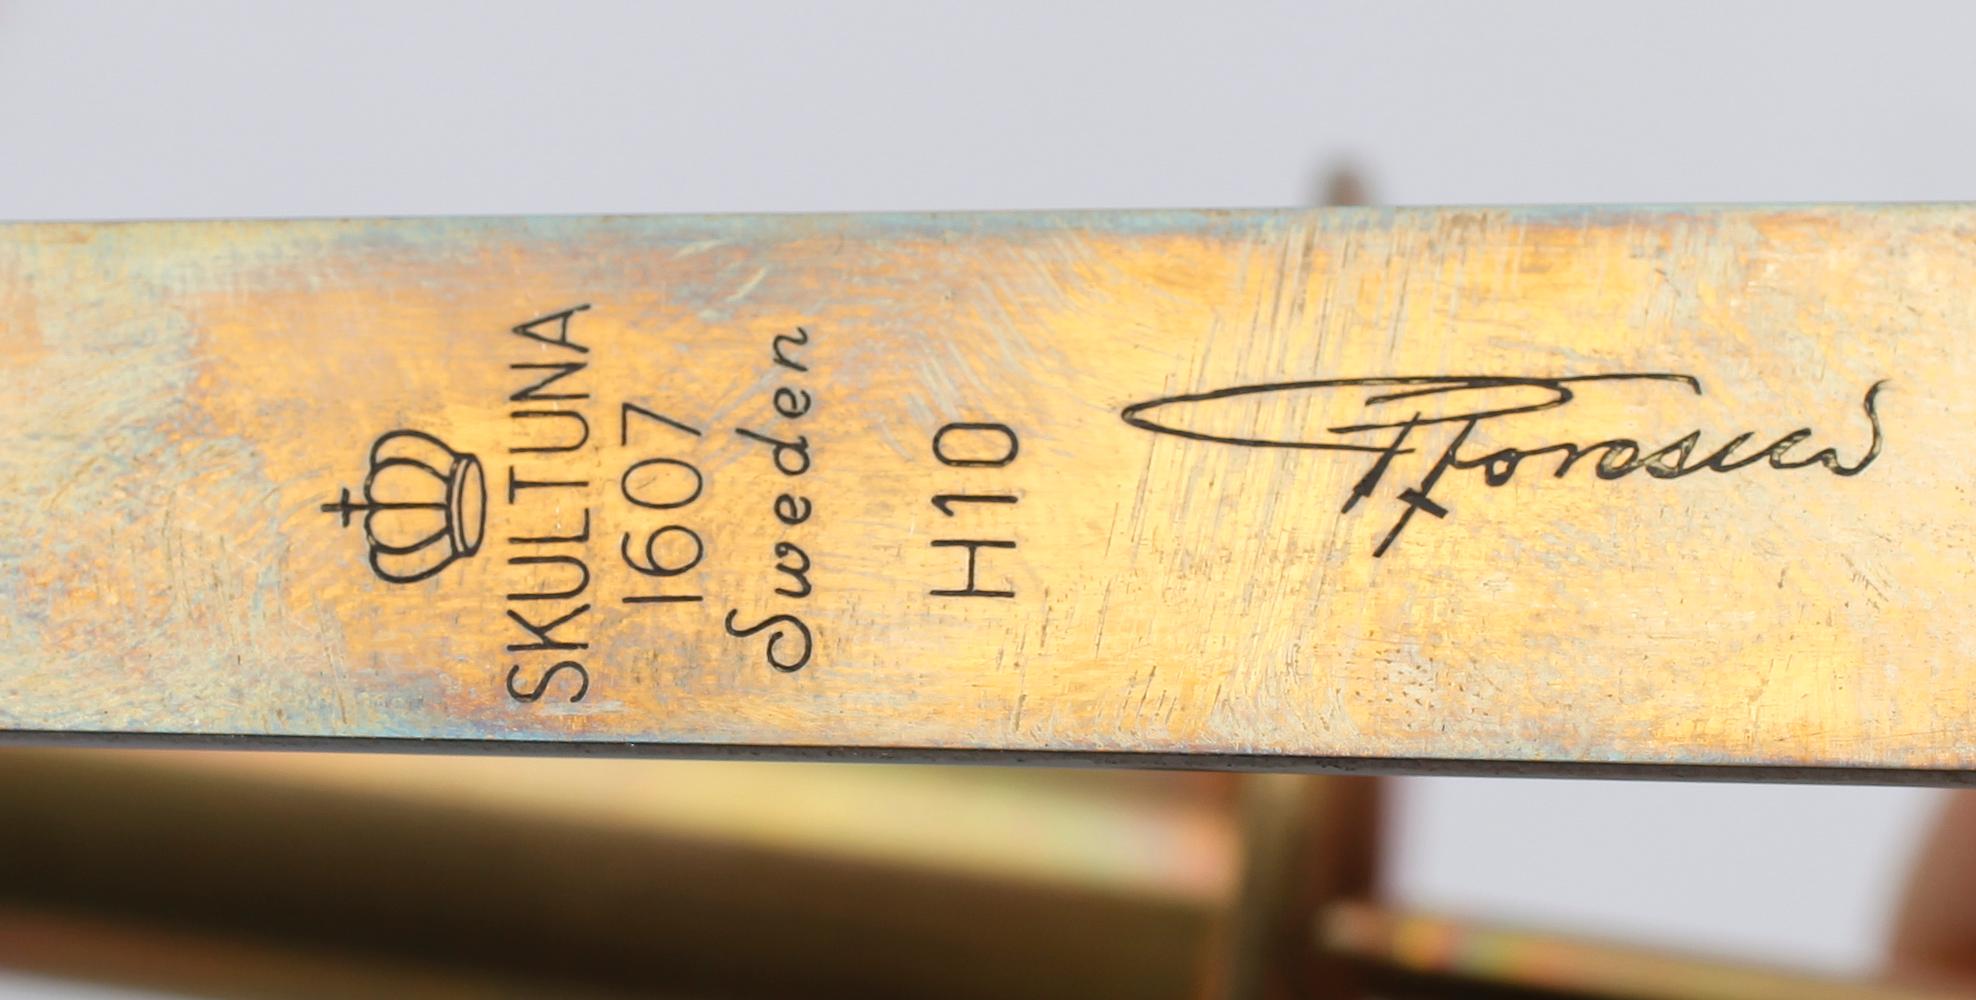 SKULTUNA
1607
Sweden
H10